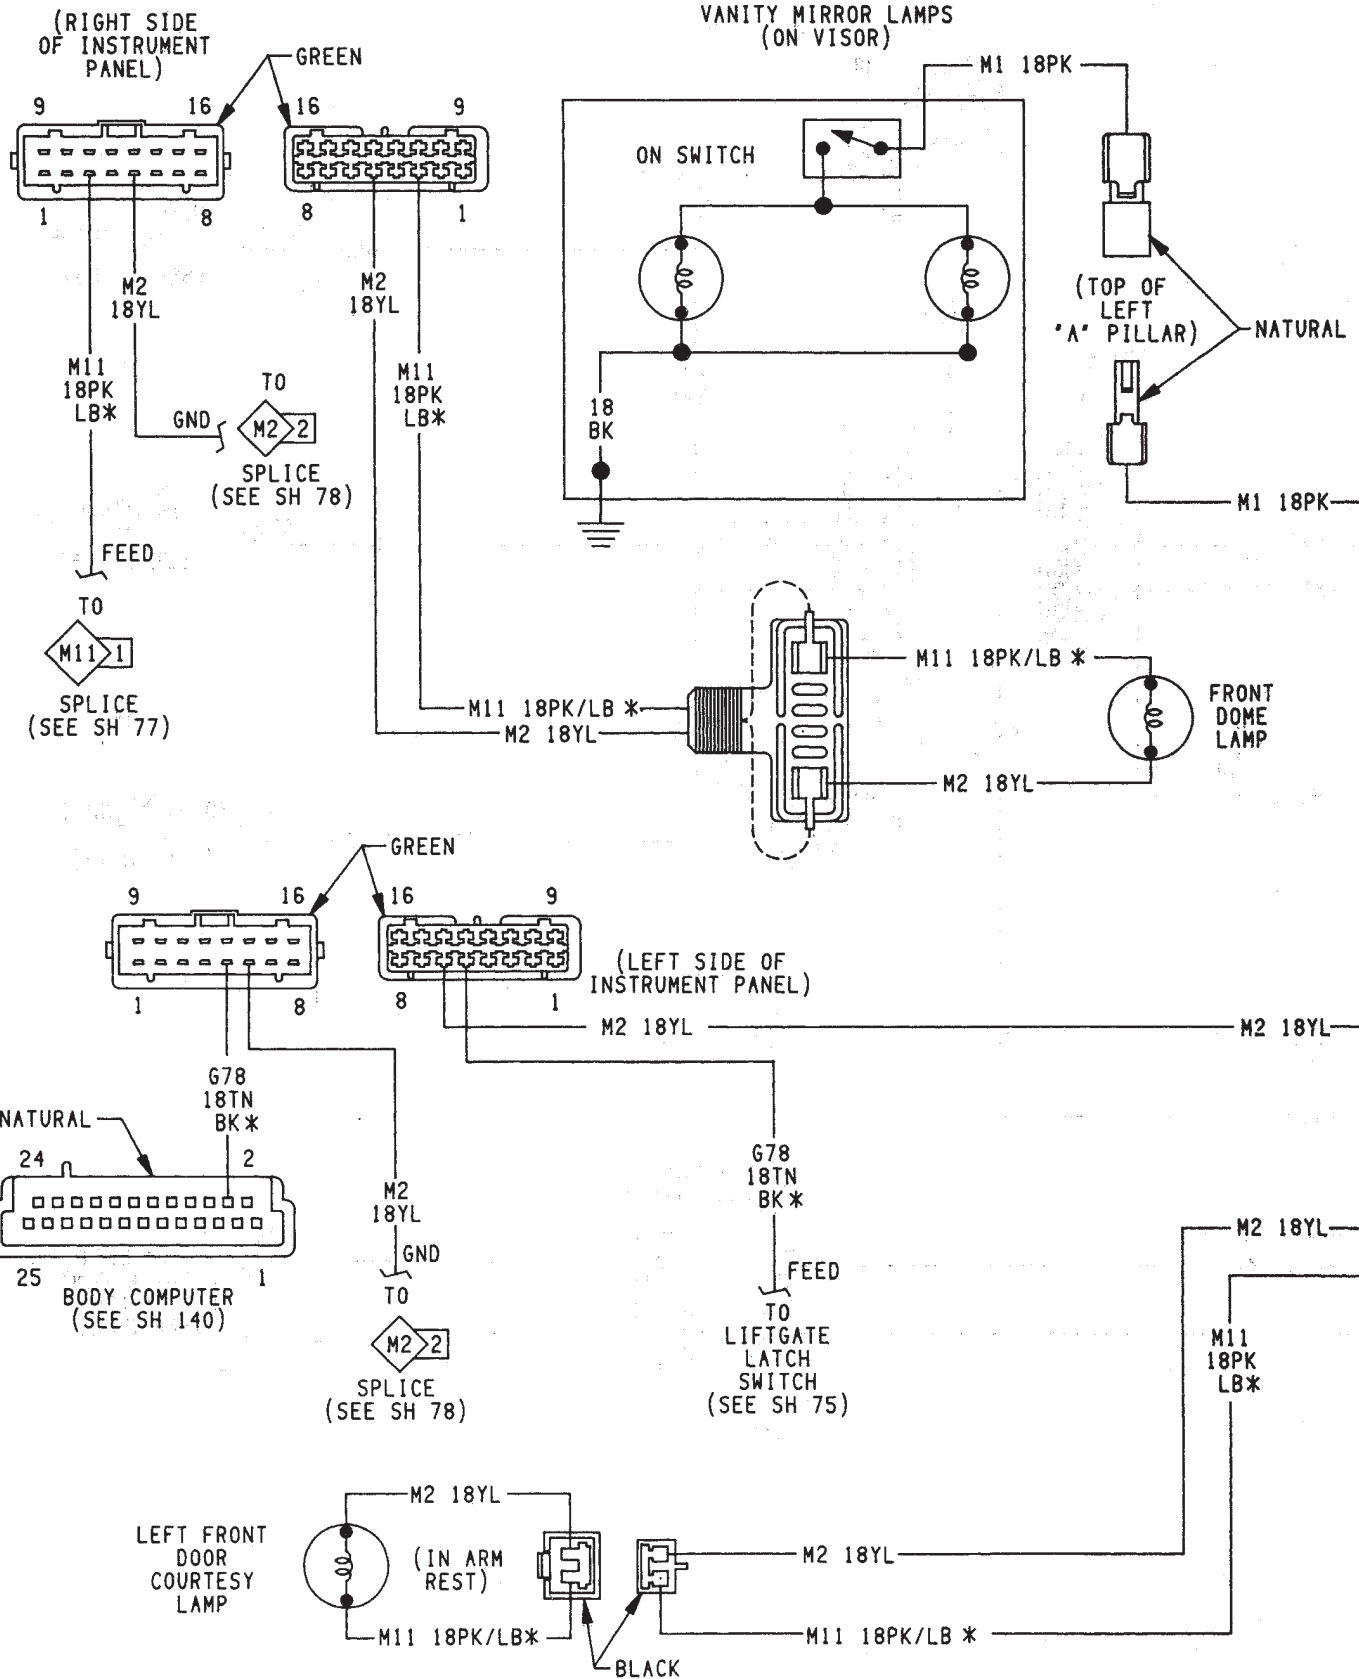 (RIGHT SIDE
OF INSTRUMENT
PANEL)
GREEN
9
16
16
9
1
8
8
1
M2
18YL
M2
18YL
M11
18PK
LB*
M11
18PK
LB*
TO
GND
M2
2
SPLICE
(SEE SH 78)
FEED
TO
M11
1
SPLICE
(SEE SH 77)
VANITY MIRROR LAMPS
(ON VISOR)
M1 18PK
ON SWITCH
18
BK
(TOP OF
LEFT
"A" PILLAR)
NATURAL
M1 18PK
M11 18PK/LB *
M2 18YL
M11 18PK/LB *
M2 18YL
FRONT
DOME
LAMP
GREEN
9
16
16
9
1
8
8
1
(LEFT SIDE OF
INSTRUMENT PANEL)
M2 18YL
M2 18YL
G78
18TN
BK*
NATURAL
24
2
25
1
BODY COMPUTER
(SEE SH 140)
M2
18YL
GND
TO
M2
2
SPLICE
(SEE SH 78)
G78
18TN
BK*
FEED
TO
LIFTGATE
LATCH
SWITCH
(SEE SH 75)
M2 18YL
M11
18PK
LB*
LEFT FRONT
DOOR
COURTESY
LAMP
M2 18YL
(IN ARM
REST)
M11 18PK/LB*
BLACK
M2 18YL
M11 18PK/LB *